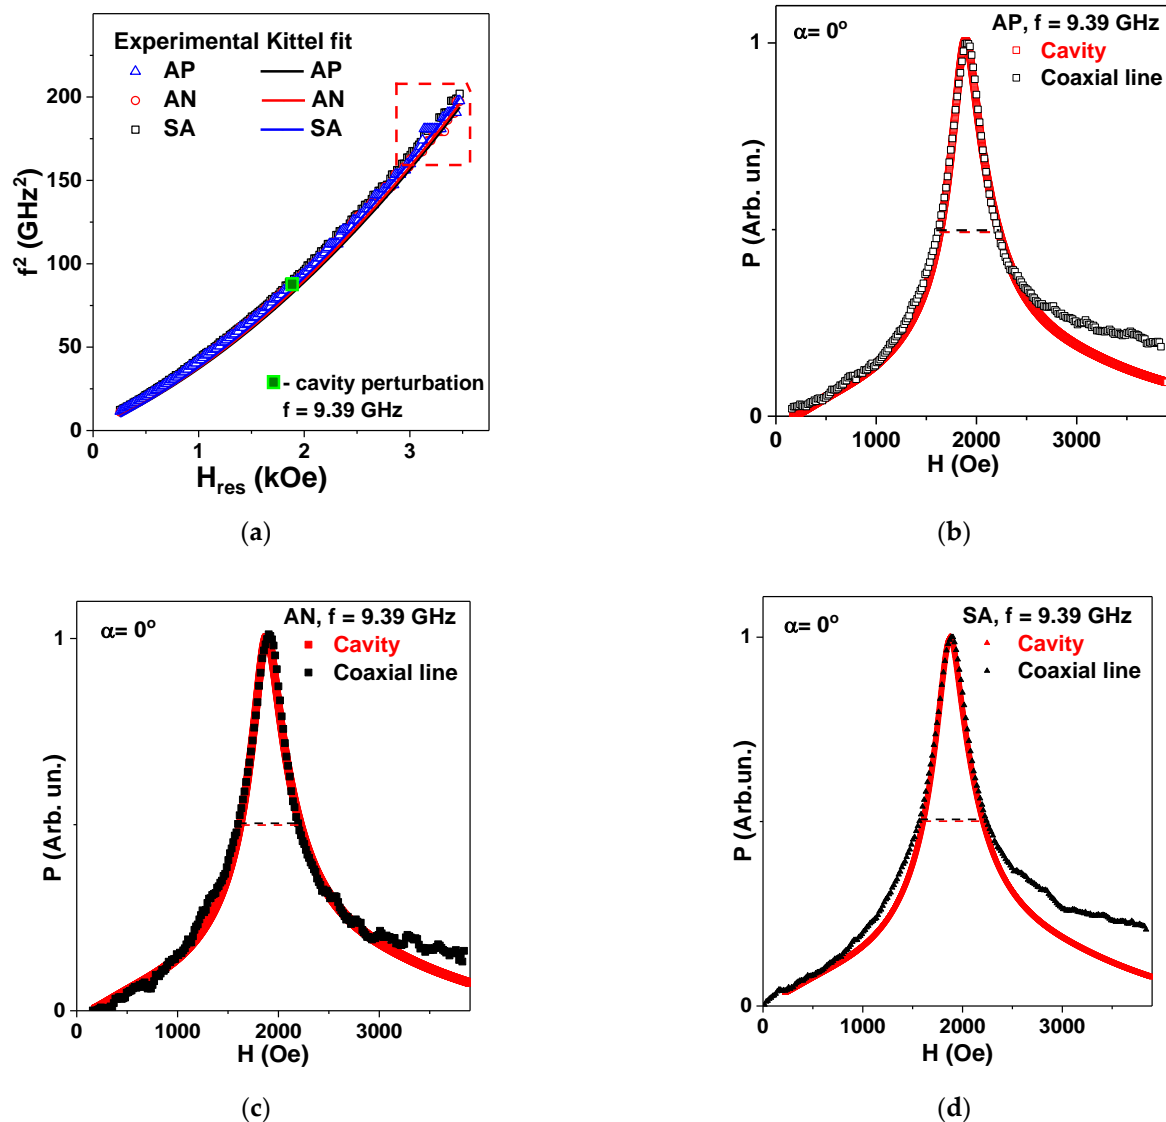 Experimental Kittel fit
AP AP
AN AN
SA SA
200
150
100
50
0
f² (GHz²)
- cavity perturbation
f = 9.39 GHz
0 1 2 3
H_res (kOe)
(a)
α= 0°
AP, f = 9.39 GHz
Cavity
Coaxial line
1
0
P (Arb. un.)
0 1000 2000 3000
H (Oe)
(b)
α= 0°
AN, f = 9.39 GHz
Cavity
Coaxial line
1
0
P (Arb. un.)
0 1000 2000 3000
H (Oe)
(c)
α= 0°
SA, f = 9.39 GHz
Cavity
Coaxial line
1
0
P (Arb.un.)
0 1000 2000 3000
H (Oe)
(d)